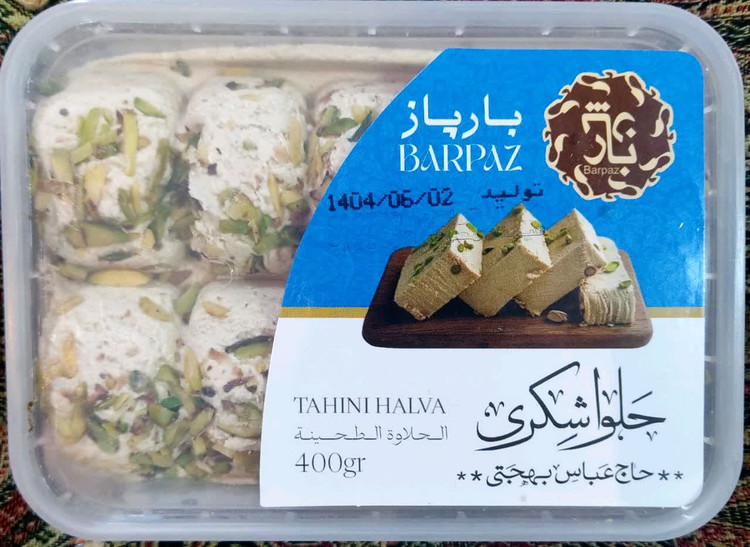 بارپاز
BARPAZ
Barpaz
تولید 1404/06/02
حلوا شکری
TAHINI HALVA
الحلاوة الطحينة
400gr
**حاج عباس بهجتی**